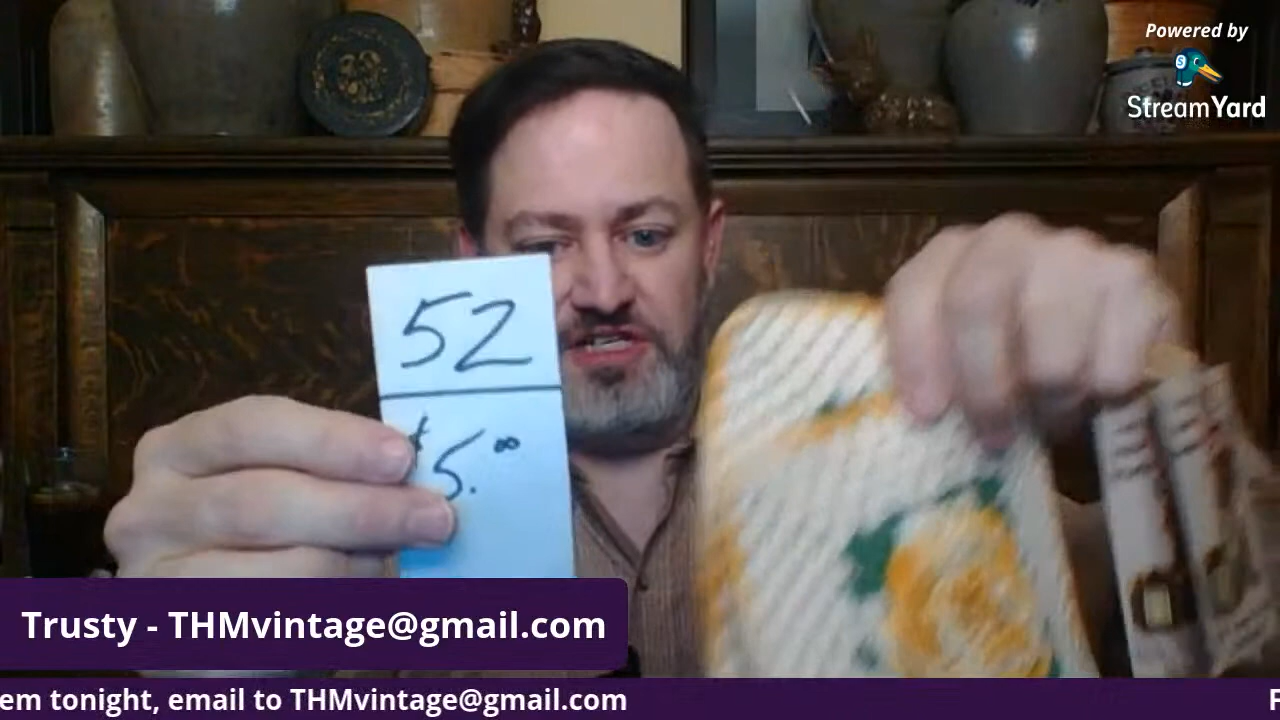 Powered by
StreamYard
52
$5.00
Trusty - THMvintage@gmail.com
em tonight, email to THMvintage@gmail.com